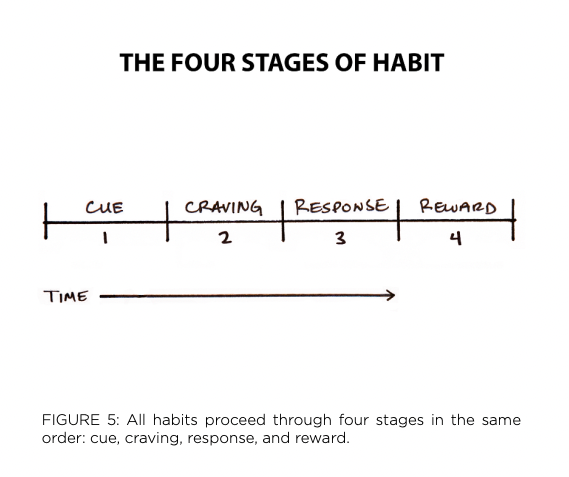 THE FOUR STAGES OF HABIT
CUE CRAVING RESPONSE REWARD
1 2 3 4
TIME
FIGURE 5: All habits proceed through four stages in the same
order: cue, craving, response, and reward.